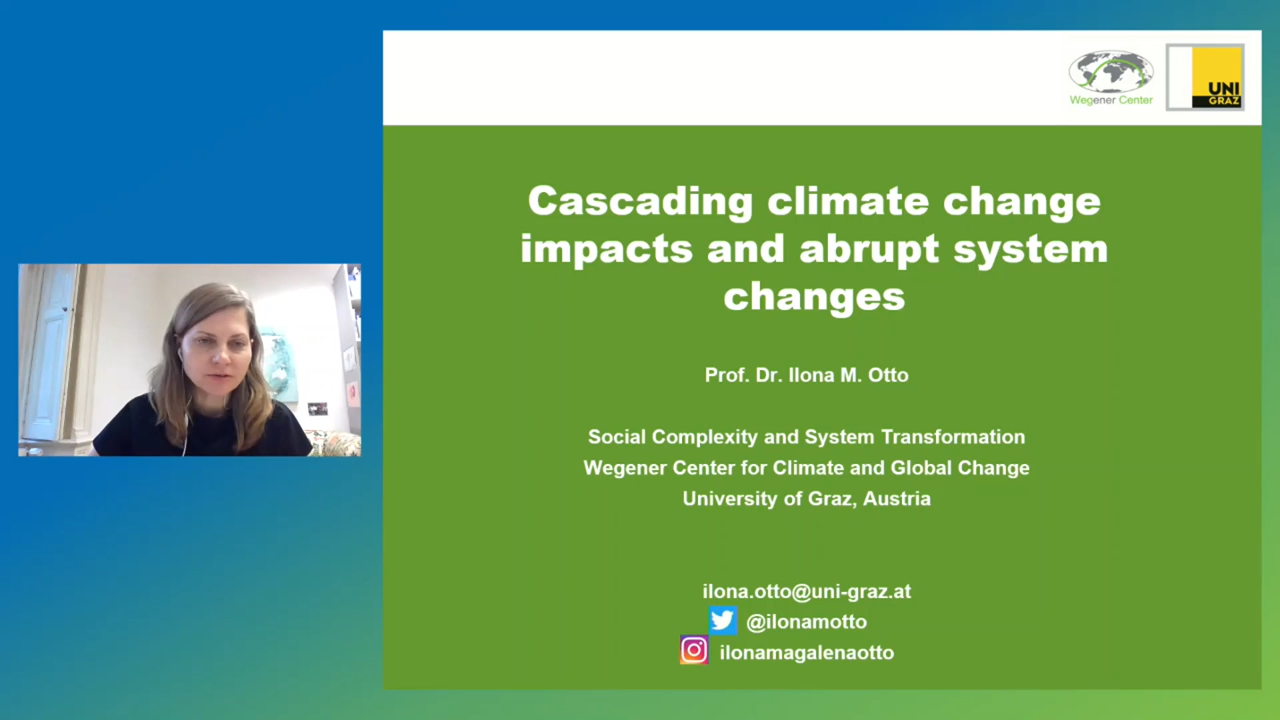 Wegener Center
UNI
GRAZ
Cascading climate change
impacts and abrupt system
changes
Prof. Dr. Ilona M. Otto
Social Complexity and System Transformation
Wegener Center for Climate and Global Change
University of Graz, Austria
ilona.otto@uni-graz.at
@ilonamotto
ilonamagalenaotto